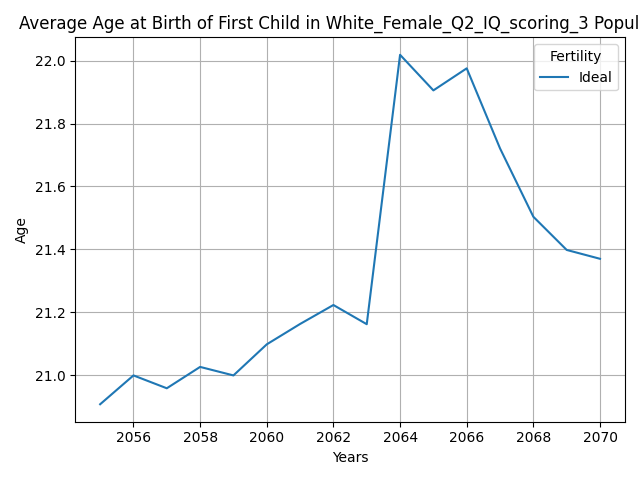 Average Age at Birth of First Child in White_Female_Q2_IQ_scoring_3 Popul
Fertility
Ideal
22.0
21.8
21.6
21.4
21.2
21.0
Age
2056 2058 2060 2062 2064 2066 2068 2070
Years